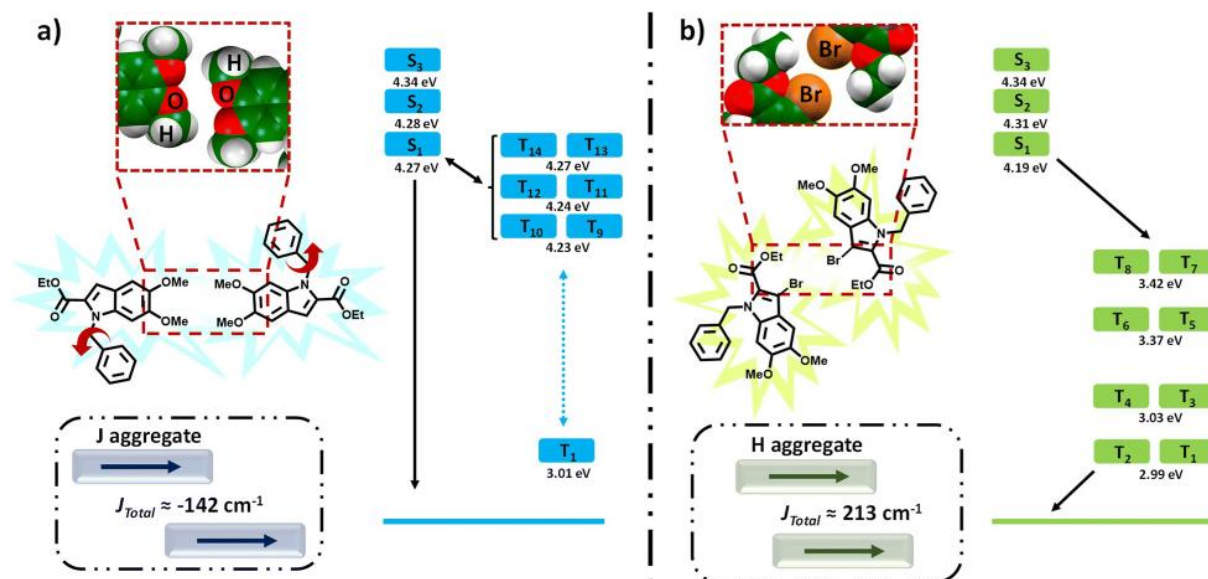 a)
H
O
O
H
S₃
4.34 eV
S₂
4.28 eV
S₁
4.27 eV
T₁₄ T₁₃
4.27 eV
T₁₂ T₁₁
4.24 eV
T₁₀ T₉
4.23 eV
T₁
3.01 eV
EtO
O
N
OMe
OMe
MeO
MeO
N
O
OEt
J aggregate
J_Total ≈ -142 cm⁻¹
b)
Br
Br
S₃
4.34 eV
S₂
4.31 eV
S₁
4.19 eV
OMe
MeO
N
Br
O
EtO
OEt
O
Br
N
OMe
MeO
T₈ T₇
3.42 eV
T₆ T₅
3.37 eV
T₄ T₃
3.03 eV
T₂ T₁
2.99 eV
H aggregate
J_Total ≈ 213 cm⁻¹